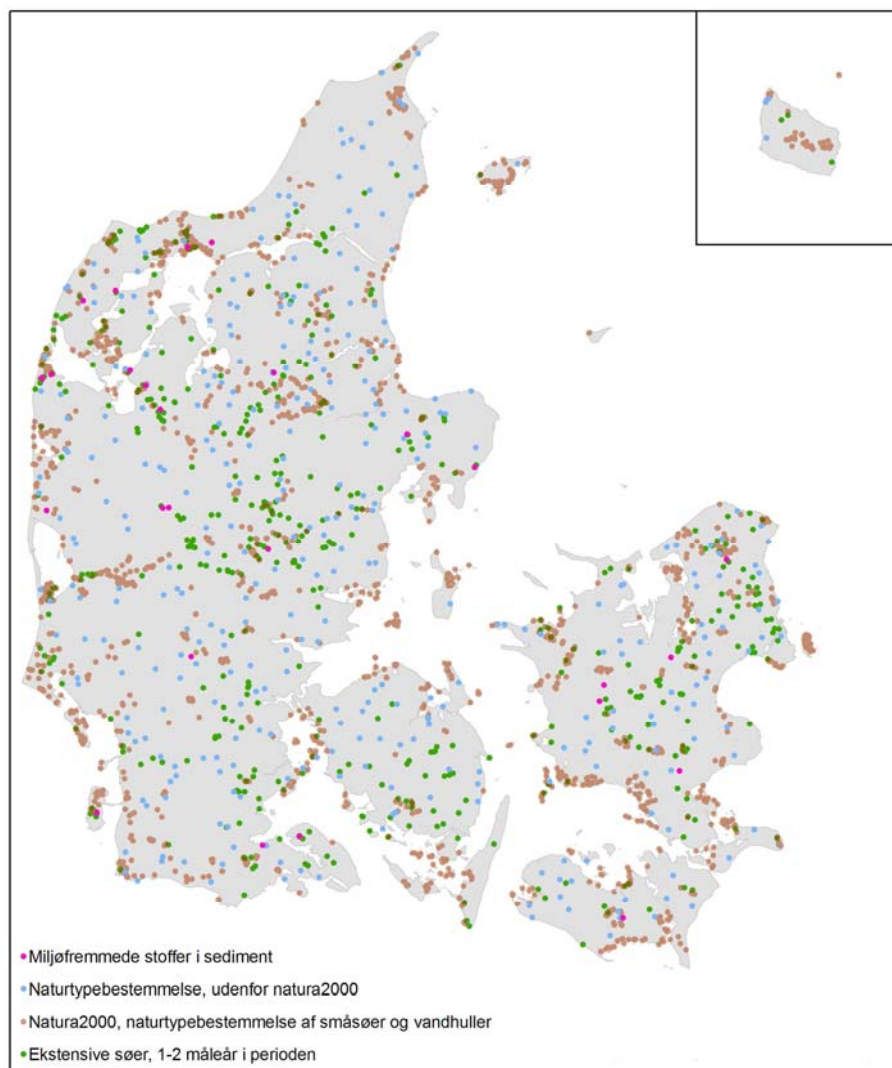 Miljøfremmede stoffer i sediment
Naturtypebestemmelse, udenfor natura2000
Natura2000, naturtypebestemmelse af småsøer og vandhuller
Ekstensive søer, 1-2 måleår i perioden